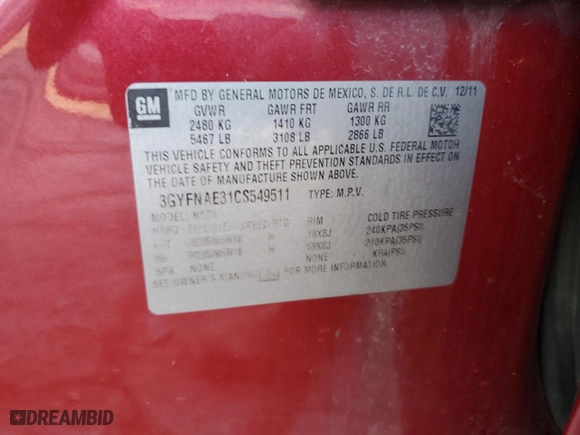 GM
MFD BY GENERAL MOTORS DE MEXICO, S. DE R.L. DE C.V. 12/11
GVWR GAWR FRT GAWR RR
2480 KG 1410 KG 1300 KG
5467 LB 3108 LB 2866 LB
THIS VEHICLE CONFORMS TO ALL APPLICABLE U.S. FEDERAL MOTOR
VEHICLE SAFETY AND THEFT PREVENTION STANDARDS IN EFFECT ON
THE DATE OF MANUFACTURE SHOWN ABOVE.
3GYFNAE31CS549511 TYPE: M.P.V.
MODEL:
SPEED RTG RIM COLD TIRE PRESSURE
H 18X8J 240KPA(35PSI)
H 18X8J 240KPA(35PSI)
SPA NONE NONE KPA(PSI)
SEE OWNER'S MANUAL FOR MORE INFORMATION.
DREAMBID